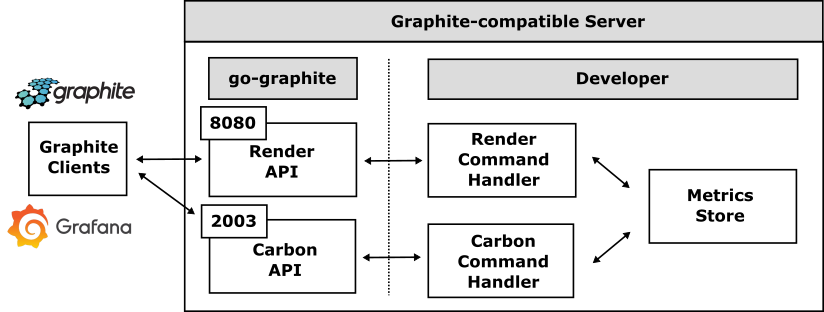 Graphite-compatible Server
go-graphite
Developer
graphite
Graphite
Clients
Grafana
8080
Render
API
2003
Carbon
API
Render
Command
Handler
Carbon
Command
Handler
Metrics
Store